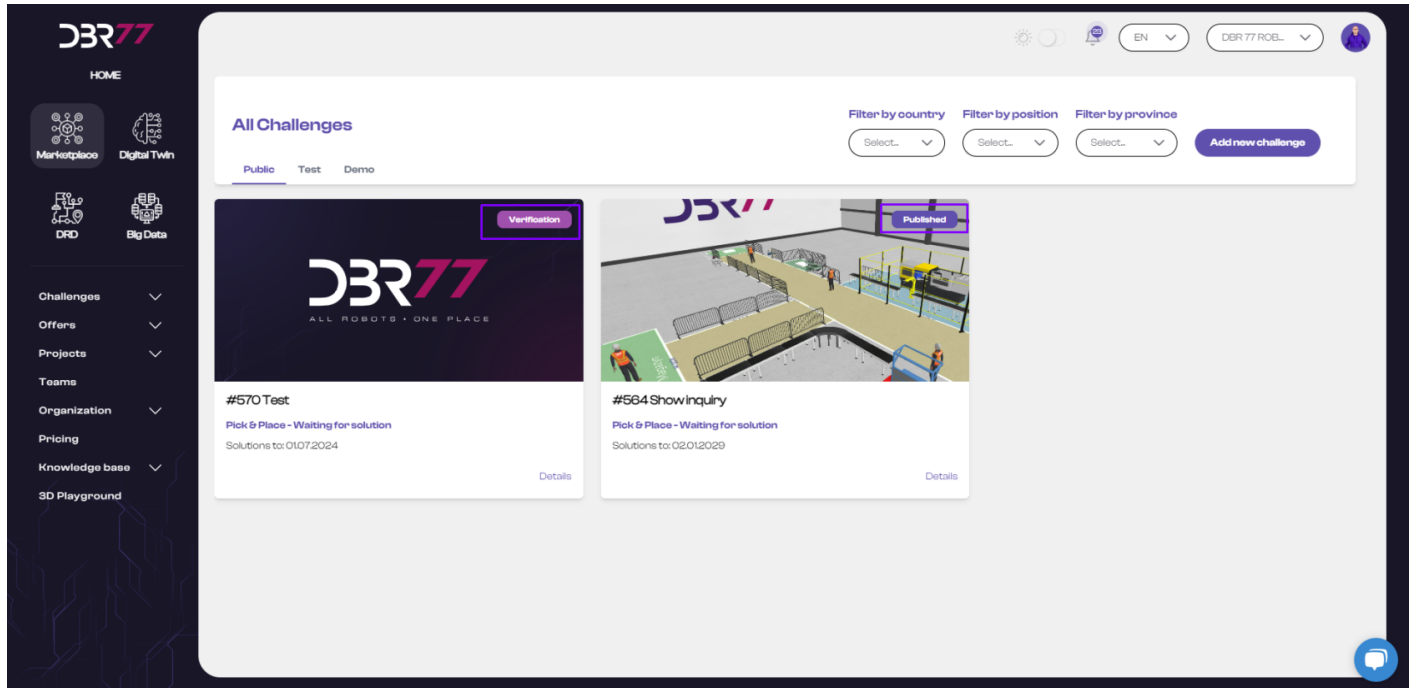 DBR77
HOME
Marketplace
Digital Twin
DRD
Big Data
Challenges
Offers
Projects
Teams
Organization
Pricing
Knowledge base
3D Playground
EN
DBR 77 ROB...
All Challenges
Public
Test
Demo
Filter by country
Select...
Filter by position
Select...
Filter by province
Select...
Add new challenge
Verification
DBR77
ALL ROBOTS • ONE PLACE
#570 Test
Pick & Place - Waiting for solution
Solutions to: 01.07.2024
Details
Published
#564 Show inquiry
Pick & Place - Waiting for solution
Solutions to: 02.01.2029
Details